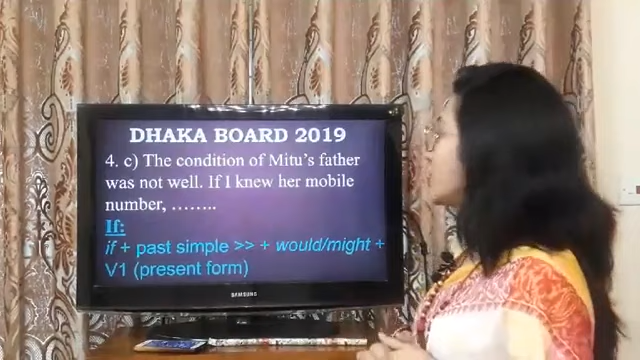 DHAKA BOARD 2019
4. c) The condition of Mitu's father
was not well. If I knew her mobile
number, ……..
If:
if + past simple >> + would/might +
V1 (present form)
SAMSUNG